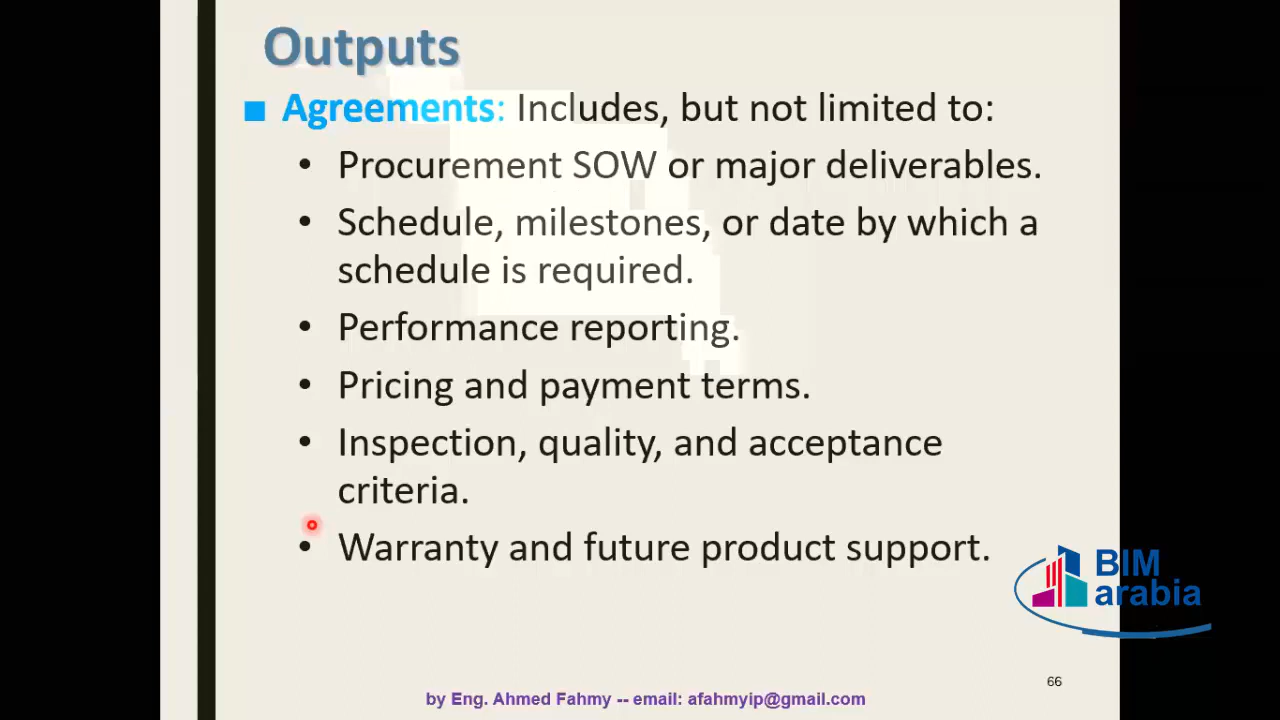 Outputs
Agreements: Includes, but not limited to:
• Procurement SOW or major deliverables.
• Schedule, milestones, or date by which a
schedule is required.
• Performance reporting.
• Pricing and payment terms.
• Inspection, quality, and acceptance
criteria.
• Warranty and future product support.
BIM
arabia
66
by Eng. Ahmed Fahmy -- email: afahmyip@gmail.com